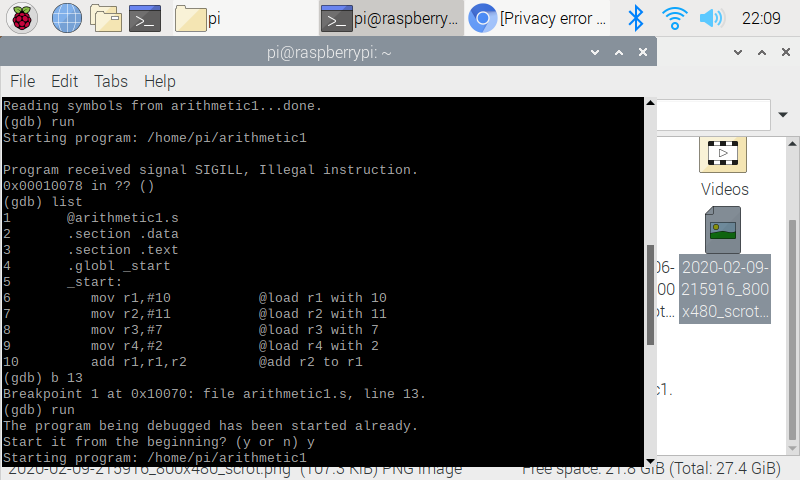 pi
pi@raspberry...
[Privacy error ...
22:09
pi@raspberrypi: ~
File Edit Tabs Help
Reading symbols from arithmetic1...done.
(gdb) run
Starting program: /home/pi/arithmetic1
Program received signal SIGILL, Illegal instruction.
0x00010078 in ?? ()
(gdb) list
1 @arithmetic1.s
2 .section .data
3 .section .text
4 .globl _start
5 _start:
6 mov r1,#10 @load r1 with 10
7 mov r2,#11 @load r2 with 11
8 mov r3,#7 @load r3 with 7
9 mov r4,#2 @load r4 with 2
10 add r1,r1,r2 @add r2 to r1
(gdb) b 13
Breakpoint 1 at 0x10070: file arithmetic1.s, line 13.
(gdb) run
The program being debugged has been started already.
Start it from the beginning? (y or n) y
Starting program: /home/pi/arithmetic1
Videos
2020-02-09-
215916_800
x480_scrot...
2020-02-09-215916_800x480_scrot.png" (107.3 KiB) PNG image
Free space: 21.8 GiB (Total: 27.4 GiB)